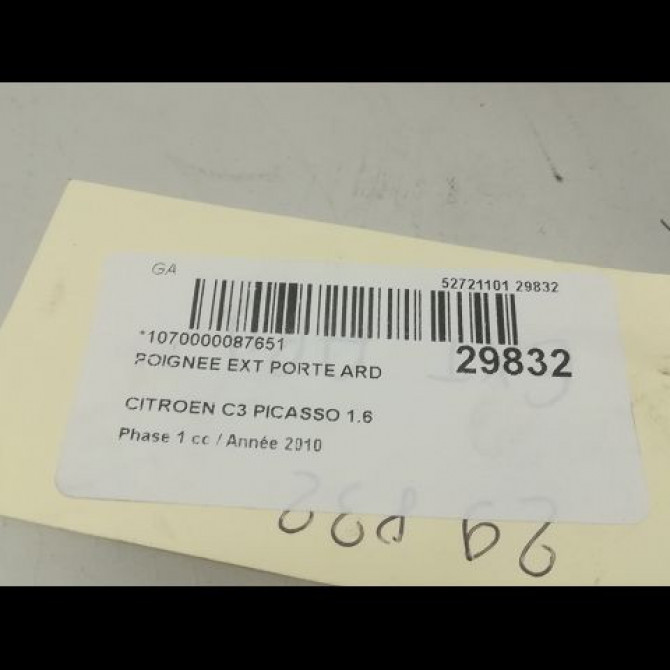 GA
52721101 29832
*1070000087651
29832
POIGNEE EXT PORTE ARD
CITROEN C3 PICASSO 1.6
Phase 1 cc / Année 2010